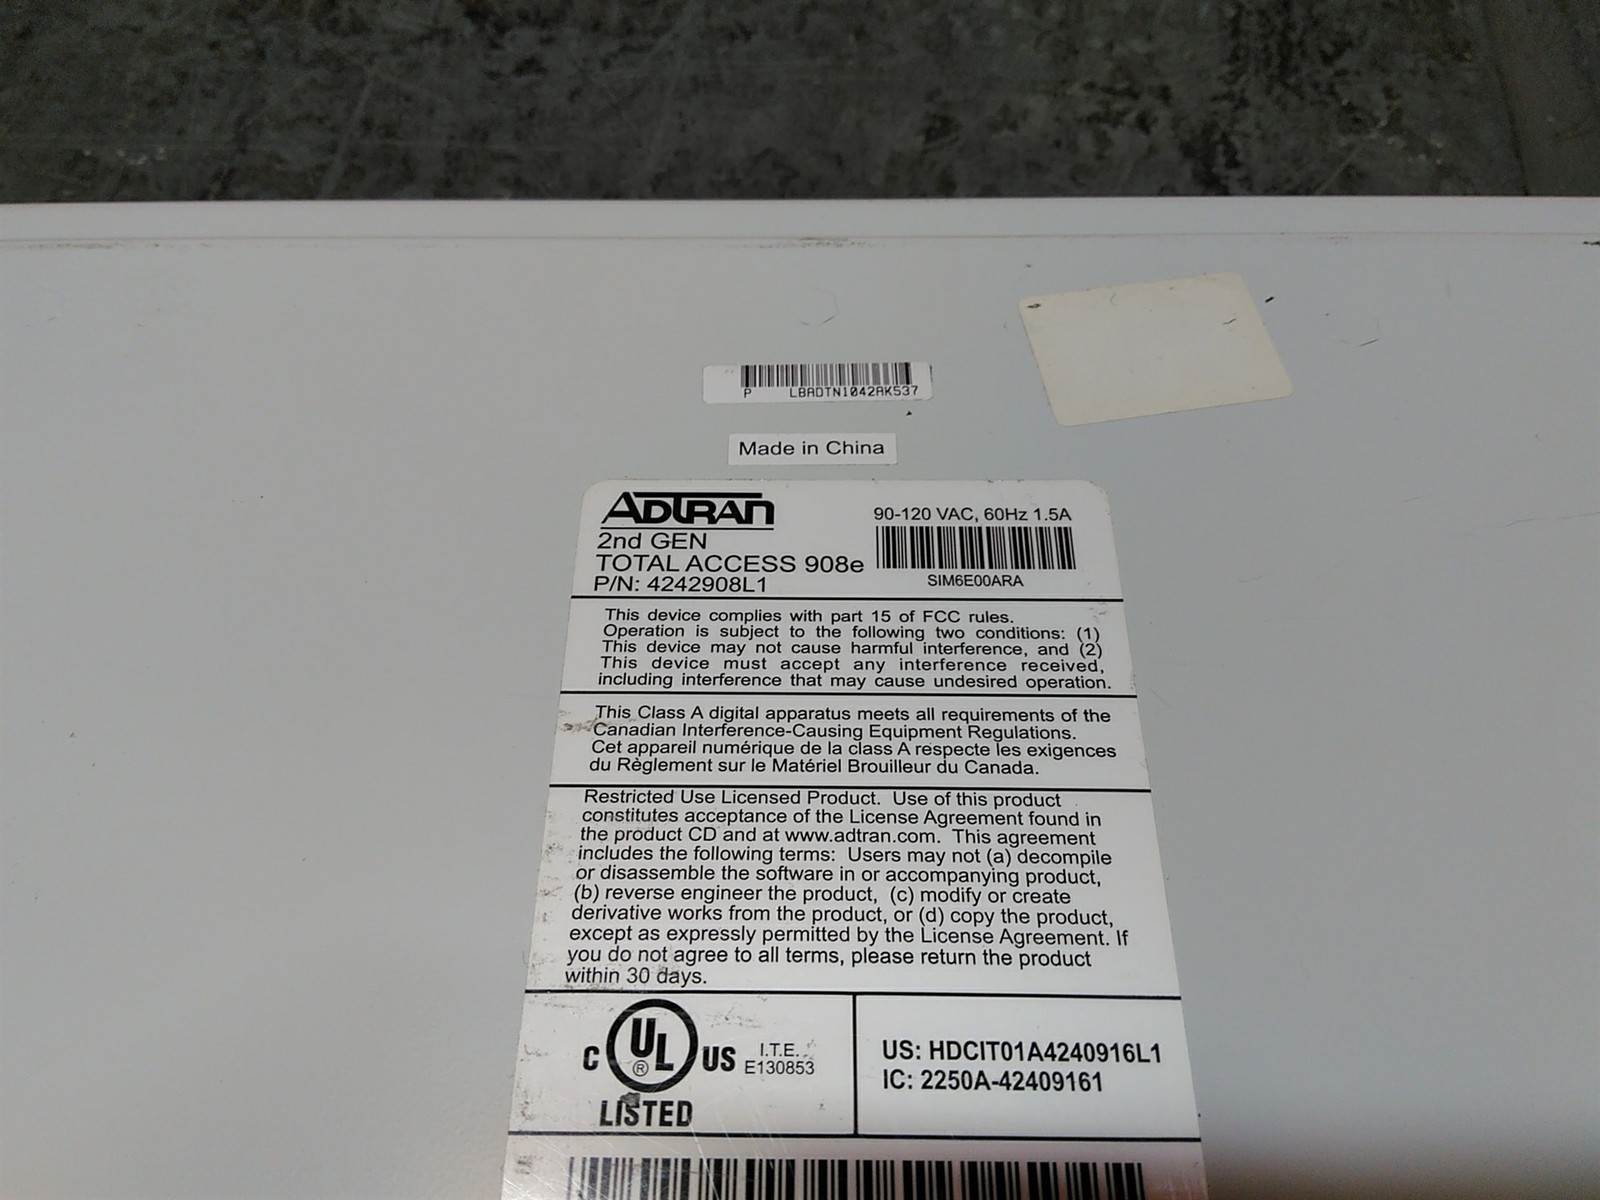 P LBADTN1042AK537
Made in China
ADTRAN
90-120 VAC, 60Hz 1.5A
2nd GEN
TOTAL ACCESS 908e
SIM6E00ARA
P/N: 4242908L1
This device complies with part 15 of FCC rules.
Operation is subject to the following two conditions: (1)
This device may not cause harmful interference, and (2)
This device must accept any interference received,
including interference that may cause undesired operation.
This Class A digital apparatus meets all requirements of the
Canadian Interference-Causing Equipment Regulations.
Cet appareil numérique de la class A respecte les exigences
du Règlement sur le Matériel Brouilleur du Canada.
Restricted Use Licensed Product. Use of this product
constitutes acceptance of the License Agreement found in
the product CD and at www.adtran.com. This agreement
includes the following terms: Users may not (a) decompile
or disassemble the software in or accompanying product,
(b) reverse engineer the product, (c) modify or create
derivative works from the product, or (d) copy the product,
except as expressly permitted by the License Agreement. If
you do not agree to all terms, please return the product
within 30 days.
C UL ® US
I.T.E.
E130853
LISTED
US: HDCIT01A4240916L1
IC: 2250A-42409161